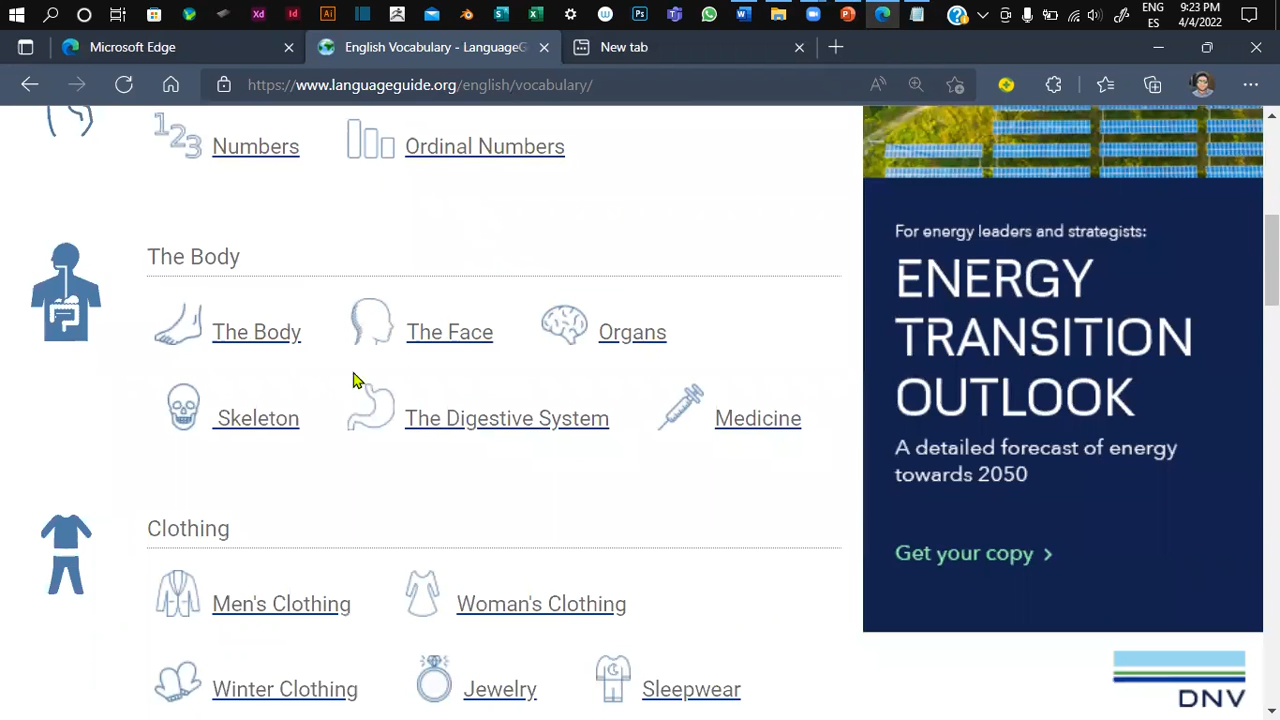 ENG
ES
9:23 PM
4/4/2022
Microsoft Edge
English Vocabulary - LanguageG
New tab
https://www.languageguide.org/english/vocabulary/
123
Numbers
Ordinal Numbers
The Body
The Body
The Face
Organs
Skeleton
The Digestive System
Medicine
Clothing
Men's Clothing
Woman's Clothing
Winter Clothing
Jewelry
Sleepwear
For energy leaders and strategists:
ENERGY
TRANSITION
OUTLOOK
A detailed forecast of energy
towards 2050
Get your copy >
DNV